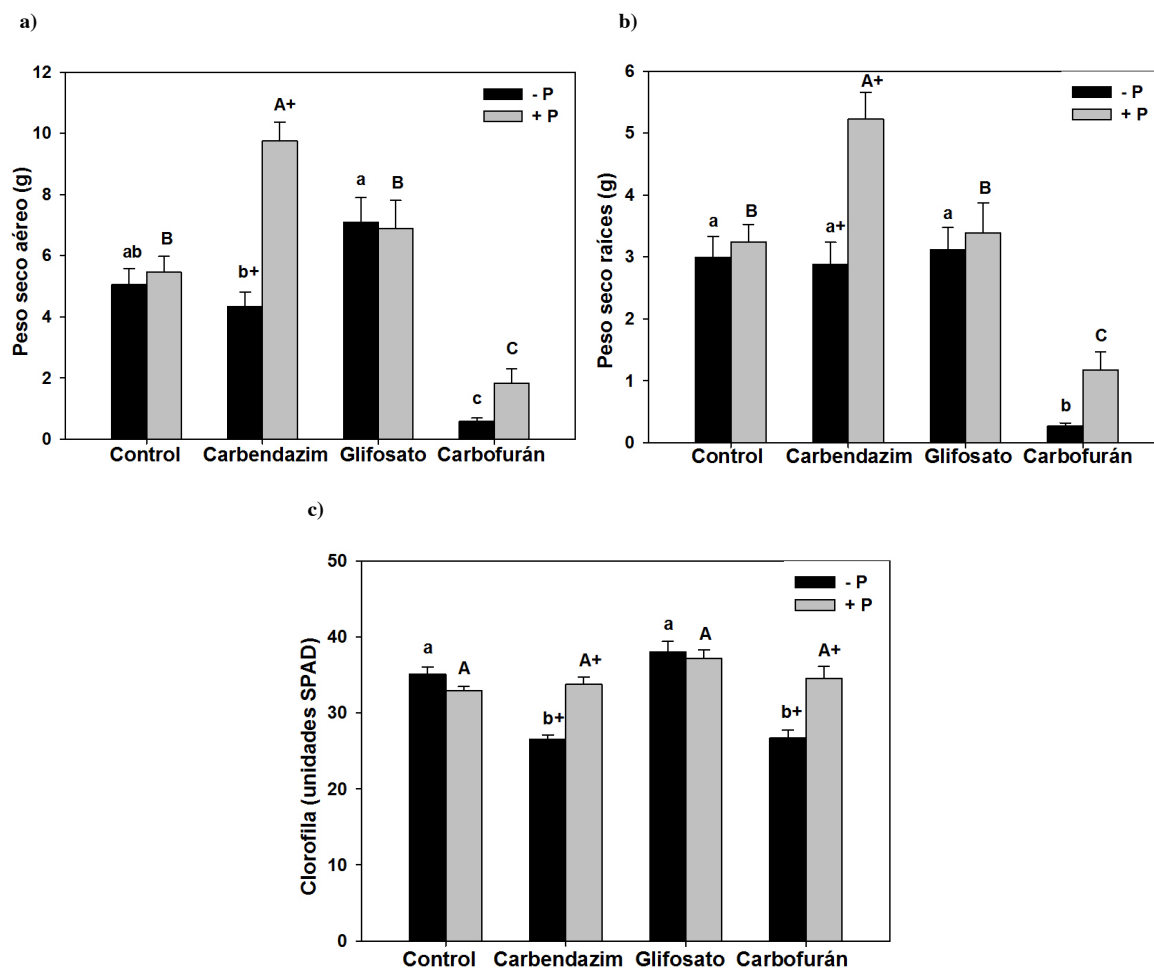 a)
12
10
8
6
4
2
0
Peso seco aéreo (g)
- P
+ P
ab
B
b+
A+
a
B
c
C
Control Carbendazim Glifosato Carbofurán
b)
6
5
4
3
2
1
0
Peso seco raíces (g)
- P
+ P
a
B
a+
A+
a
B
b
C
Control Carbendazim Glifosato Carbofurán
c)
50
40
30
20
10
0
Clorofila (unidades SPAD)
- P
+ P
a
A
b+
A+
a
A
b+
A+
Control Carbendazim Glifosato Carbofurán